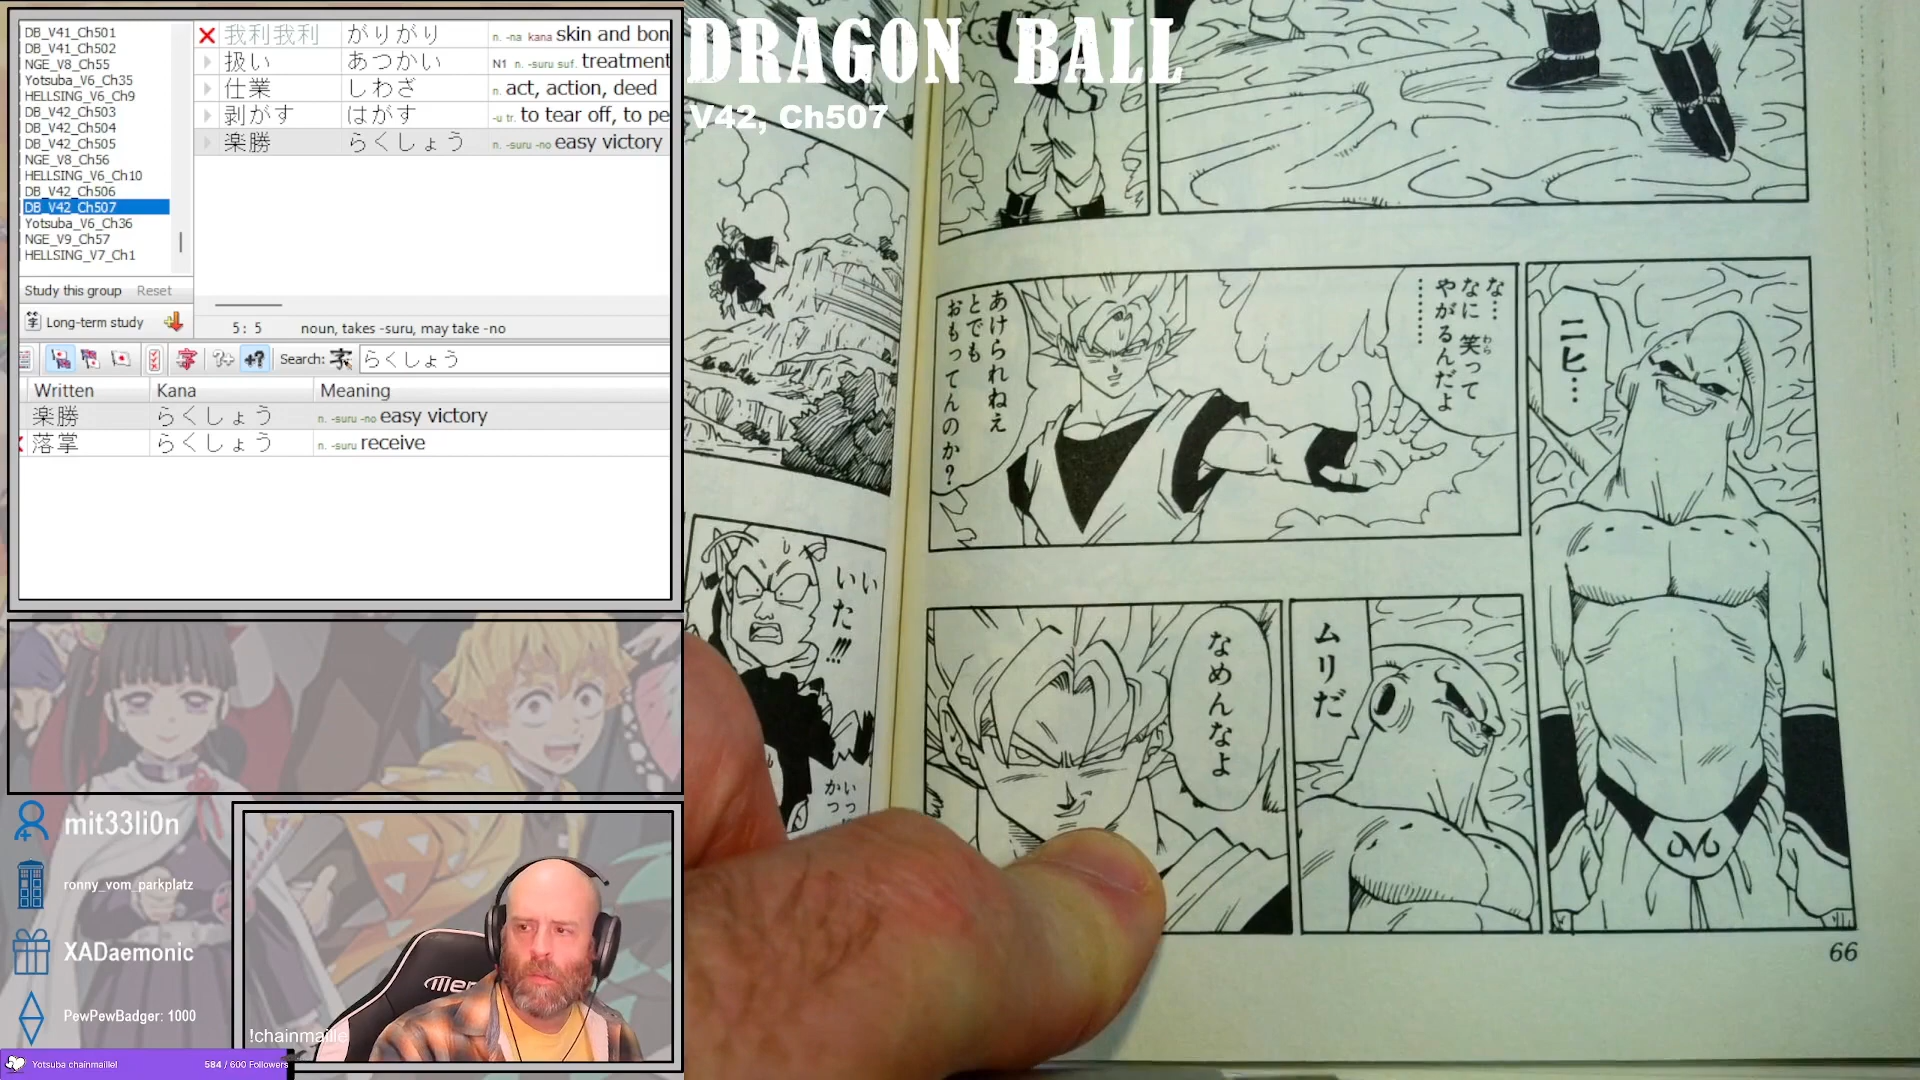 DB_V41_Ch501
DB_V41_Ch502
NGE_V8_Ch55
Yotsuba_V6_Ch35
HELLSING_V6_Ch9
DB_V42_Ch503
DB_V42_Ch504
DB_V42_Ch505
NGE_V8_Ch56
HELLSING_V6_Ch10
DB_V42_Ch506
DB_V42_Ch507
Yotsuba_V6_Ch36
NGE_V9_Ch57
HELLSING_V7_Ch1
Study this group Reset
Long-term study
我利我利 がりがり n. -na kana skin and bon
扱い あつかい N1 n. -suru suf. treatment
仕業 しわざ n. act, action, deed
剥がす はがす -u tr. to tear off, to pe
楽勝 らくしょう n. -suru -no easy victory
5: 5 noun, takes -suru, may take -no
Search: らくしょう
Written Kana Meaning
楽勝 らくしょう n. -suru -no easy victory
落掌 らくしょう n. -suru receive
DRAGON BALL
V42, Ch507
ニヒ…
な…
なに笑って
わら
やがるんだよ
………
あけられねえ
とでも
おもってんのか?
ムリだ
なめんなよ
いい
いた!!!
66
mit33li0n
ronny_vom_parkplatz
XADaemonic
PewPewBadger: 1000
!chainmaille
Yotsuba chainmaille!
584 / 600 Followers